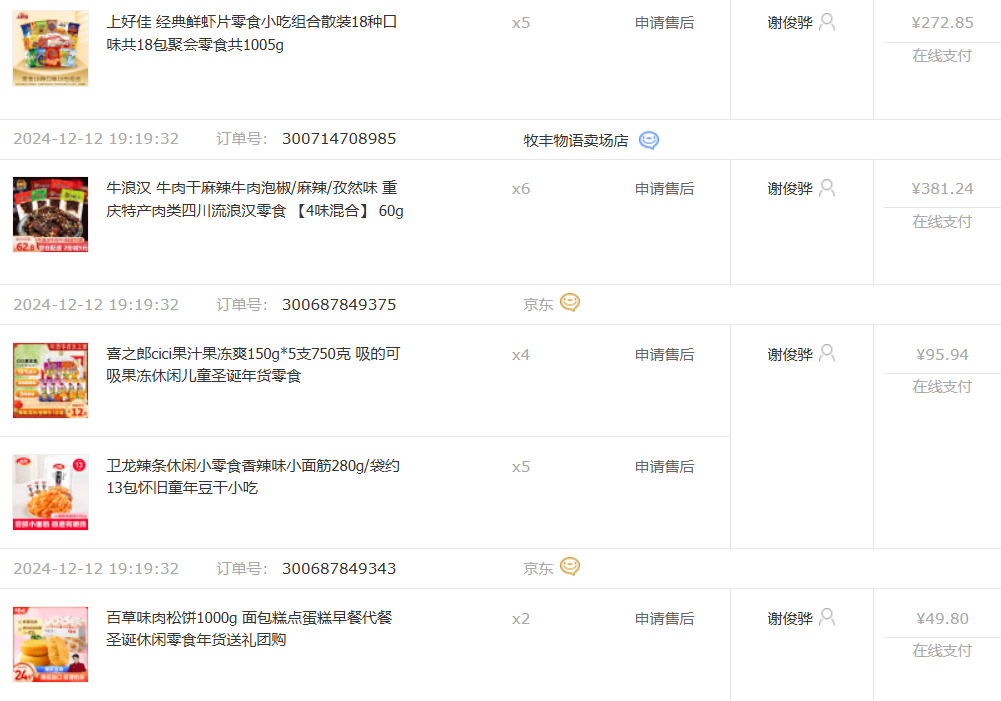 上好佳 经典鲜虾片零食小吃组合散装18种口
味共18包聚会零食共1005g
x5
申请售后
谢俊骅
¥272.85
在线支付
2024-12-12 19:19:32
订单号：
300714708985
牧丰物语卖场店
牛浪汉 牛肉干麻辣牛肉泡椒/麻辣/孜然味 重
庆特产肉类四川流浪汉零食 【4味混合】 60g
x6
申请售后
谢俊骅
¥381.24
在线支付
62.8
2024-12-12 19:19:32
订单号：
300687849375
京东
喜之郎cici果汁果冻爽150g*5支750克 吸的可
吸果冻休闲儿童圣诞年货零食
x4
申请售后
谢俊骅
¥95.94
在线支付
卫龙辣条休闲小零食香辣味小面筋280g/袋约
13包怀旧童年豆干小吃
x5
申请售后
13
2024-12-12 19:19:32
订单号：
300687849343
京东
百草味肉松饼1000g 面包糕点蛋糕早餐代餐
圣诞休闲零食年货送礼团购
x2
申请售后
谢俊骅
¥49.80
在线支付